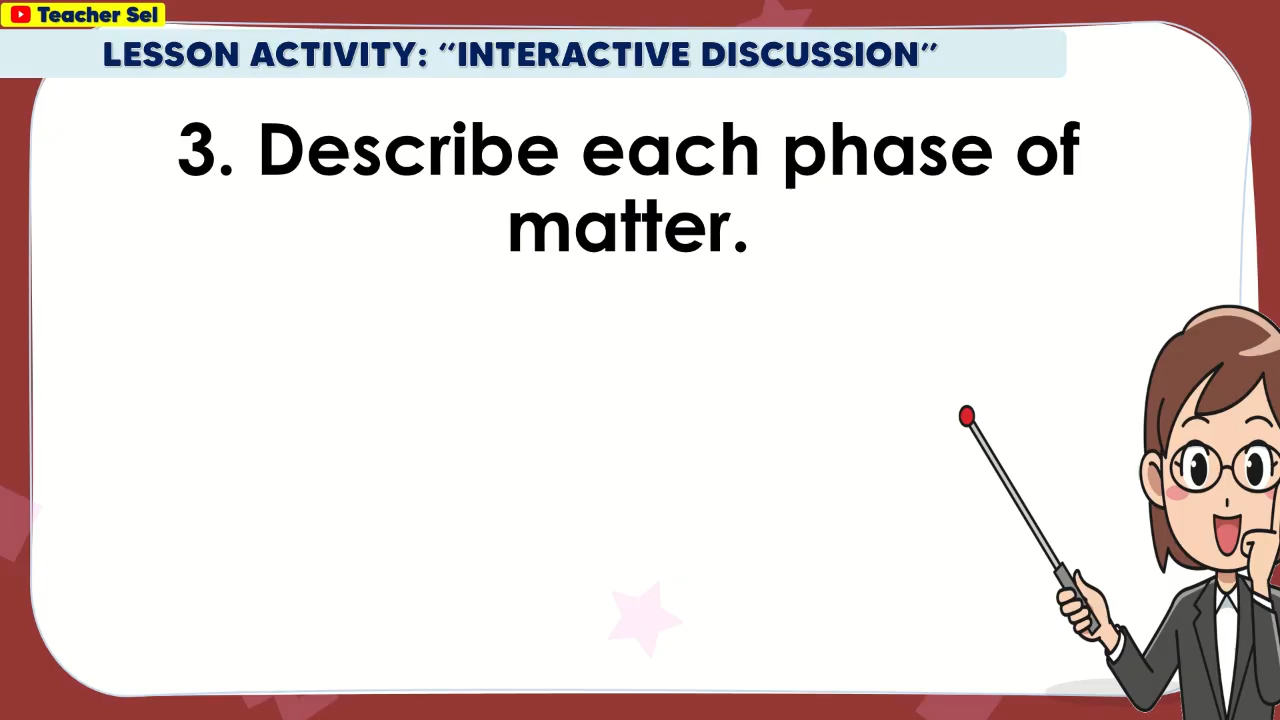 Teacher Sel
LESSON ACTIVITY: “INTERACTIVE DISCUSSION”
3. Describe each phase of
matter.